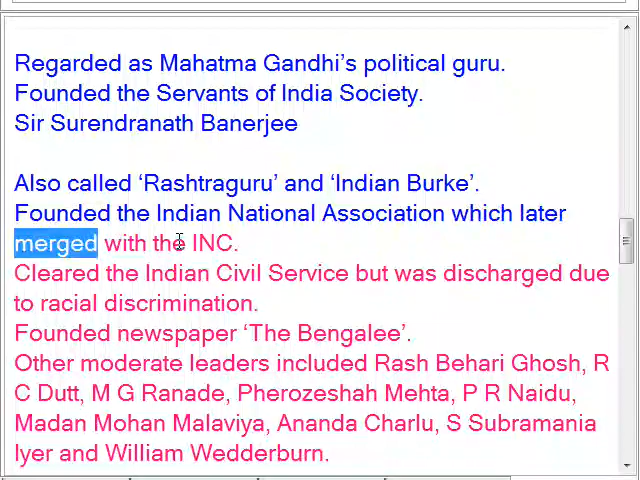 Regarded as Mahatma Gandhi’s political guru.
Founded the Servants of India Society.
Sir Surendranath Banerjee
Also called ‘Rashtraguru’ and ‘Indian Burke’.
Founded the Indian National Association which later
merged with the INC.
Cleared the Indian Civil Service but was discharged due
to racial discrimination.
Founded newspaper ‘The Bengalee’.
Other moderate leaders included Rash Behari Ghosh, R
C Dutt, M G Ranade, Pherozeshah Mehta, P R Naidu,
Madan Mohan Malaviya, Ananda Charlu, S Subramania
Iyer and William Wedderburn.